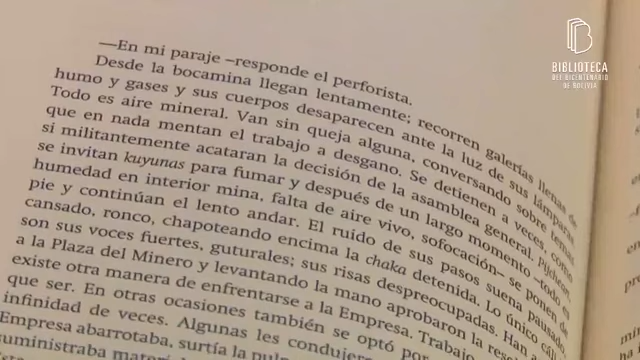 —En mi paraje –responde el perforista.
Desde la bocamina llegan lentamente; recorren galerías llenas de
humo y gases y sus cuerpos desaparecen ante la luz de sus lámparas
Todo es aire mineral. Van sin queja alguna, conversando sobre temas
que en nada mentan el trabajo a desgano. Se detienen a veces, como
si militantemente acataran la decisión de la asamblea general. Pijchean,
se invitan kuyunas para fumar y después de un largo momento –todo es
humedad en interior mina, falta de aire vivo, sofocación– se ponen de
pie y continúan el lento andar. El ruido de sus pasos suena pausado
cansado, ronco, chapoteando encima la chaka detenida. Lo único cálido
son sus voces fuertes, guturales; sus risas despreocupadas. Han
a la Plaza del Minero y levantando la mano aprobaron la
existe otra manera de enfrentarse a la Empresa. Trabajo
que ser. En otras ocasiones también se optó por
infinidad de veces. Algunas les
Empresa abarrotaba, surtía la
suministraba
BIBLIOTECA
DEL BICENTENARIO
DE BOLIVIA